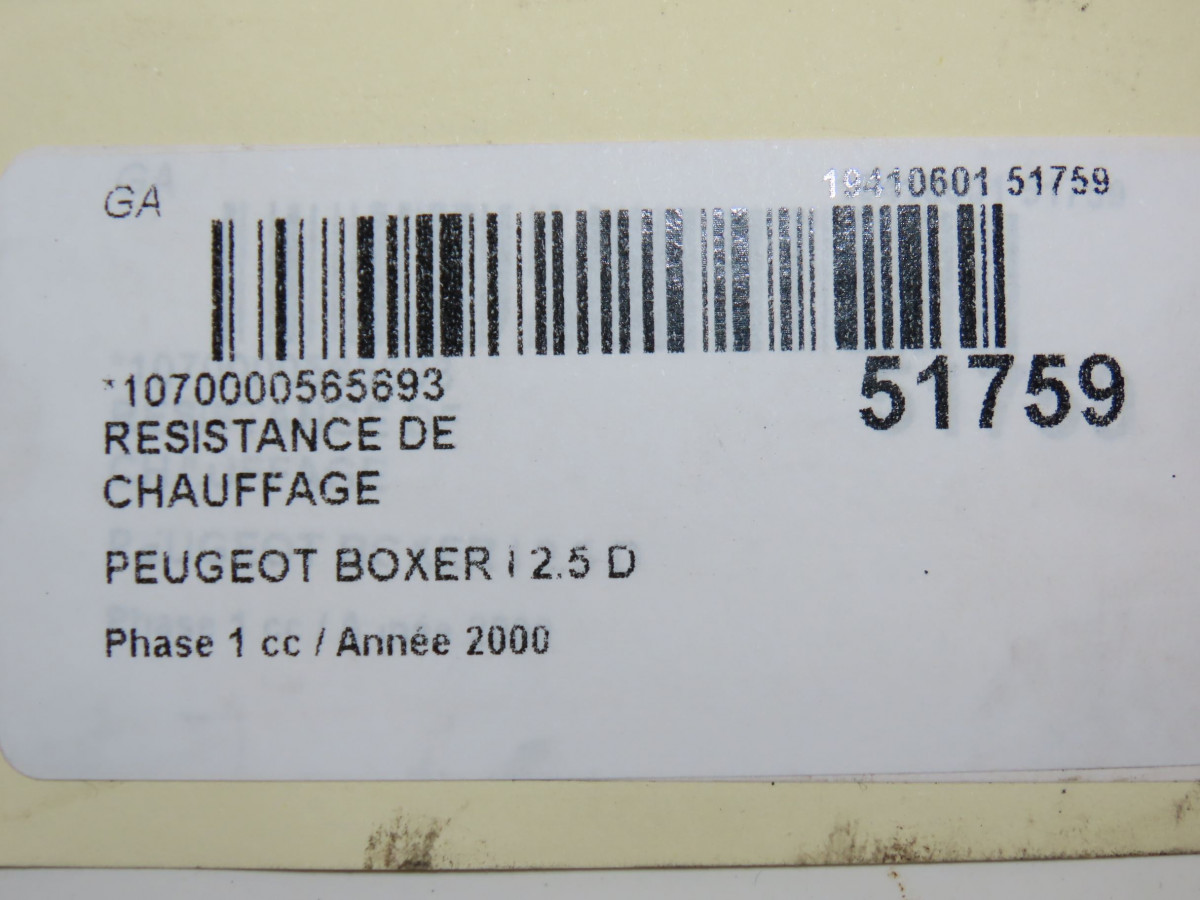 GA
19410601 51759
*1070000565693
51759
RESISTANCE DE
CHAUFFAGE
PEUGEOT BOXER I 2.5 D
Phase 1 cc / Année 2000